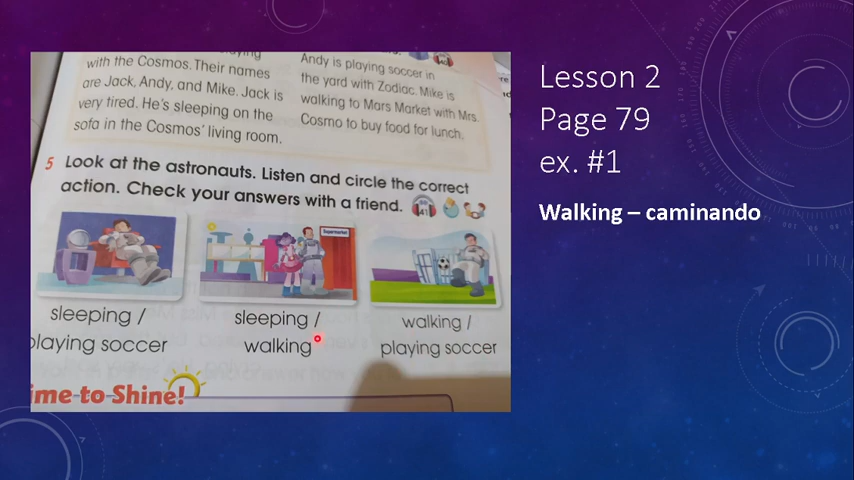 with the Cosmos. Their names
are Jack, Andy, and Mike. Jack is
very tired. He's sleeping on the
sofa in the Cosmos' living room.
Andy is playing soccer in
the yard with Zodiac. Mike is
walking to Mars Market with Mrs.
Cosmo to buy food for lunch.
5 Look at the astronauts. Listen and circle the correct
action. Check your answers with a friend.
41
Supermarket
sleeping /
playing soccer
sleeping /
walking
walking /
playing soccer
ime to Shine!
Lesson 2
Page 79
ex. #1
Walking – caminando